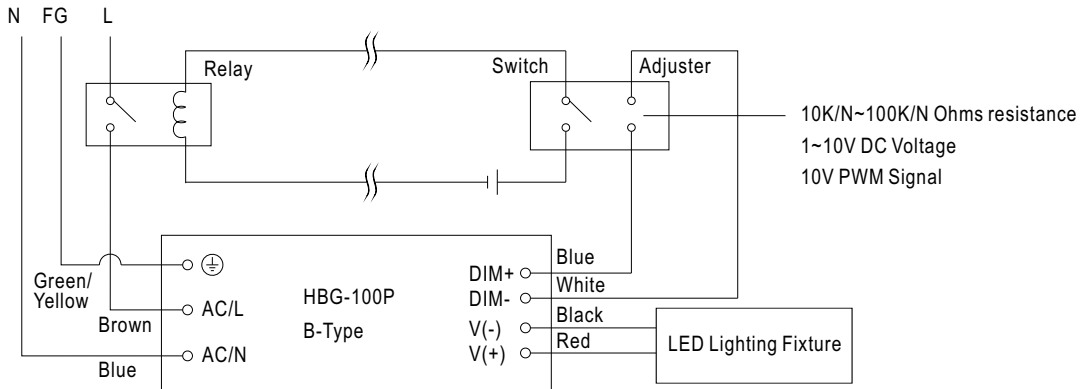 N FG L
Relay
Switch
Adjuster
10K/N~100K/N Ohms resistance
1~10V DC Voltage
10V PWM Signal
Green/
Yellow
Brown
Blue
AC/L
AC/N
HBG-100P
B-Type
DIM+
DIM-
V(-)
V(+)
Blue
White
Black
Red
LED Lighting Fixture